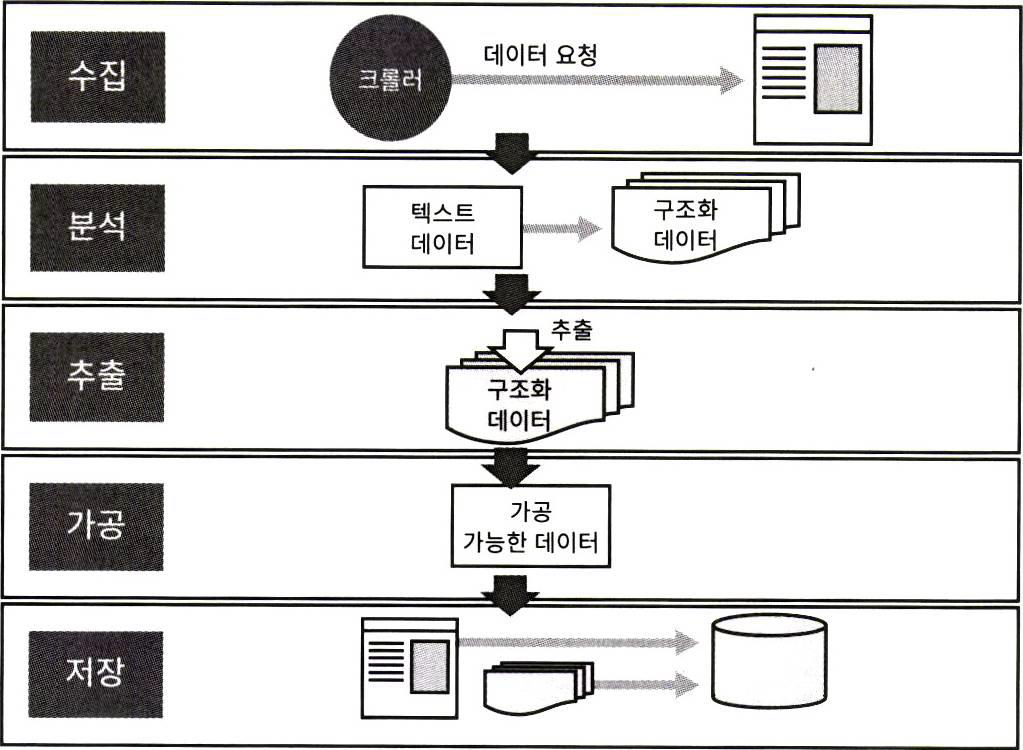 수집
크롤러
데이터 요청
분석
텍스트
데이터
구조화
데이터
추출
추출
구조화
데이터
가공
가공
가능한 데이터
저장